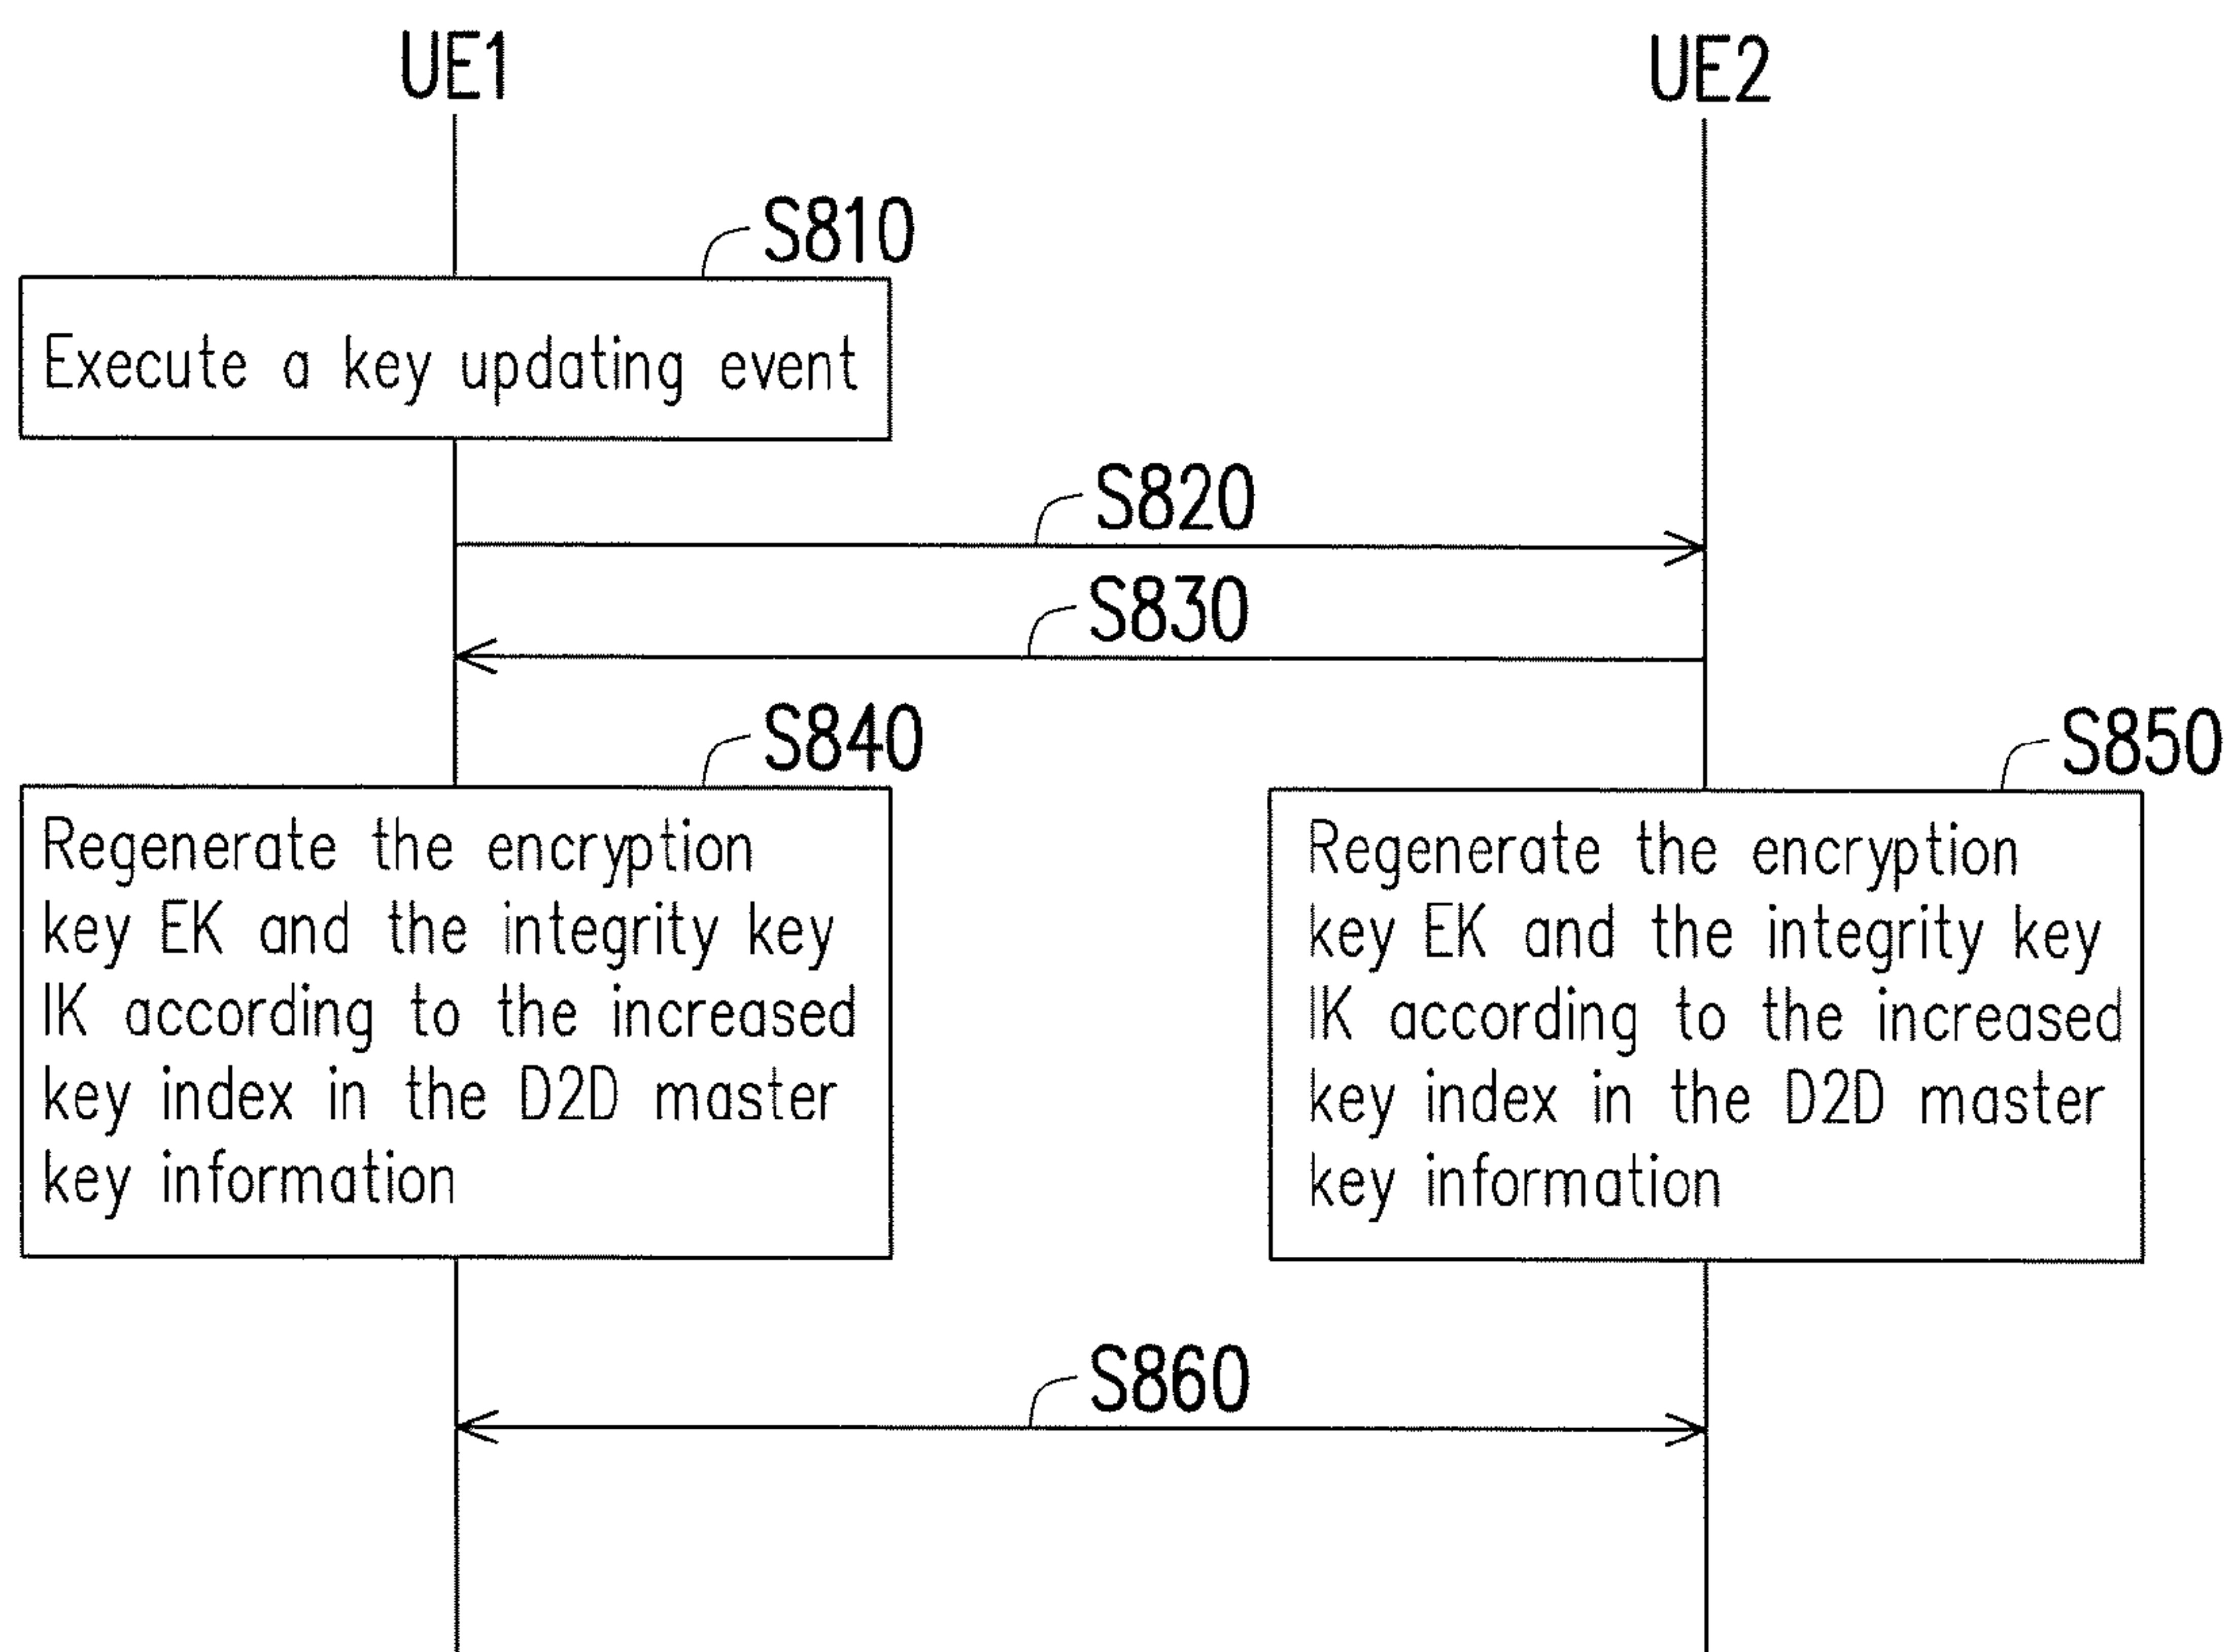 UE1
UE2
S810
Execute a key updating event
S820
S830
S840
Regenerate the encryption
key EK and the integrity key
IK according to the increased
key index in the D2D master
key information
S850
Regenerate the encryption
key EK and the integrity key
IK according to the increased
key index in the D2D master
key information
S860